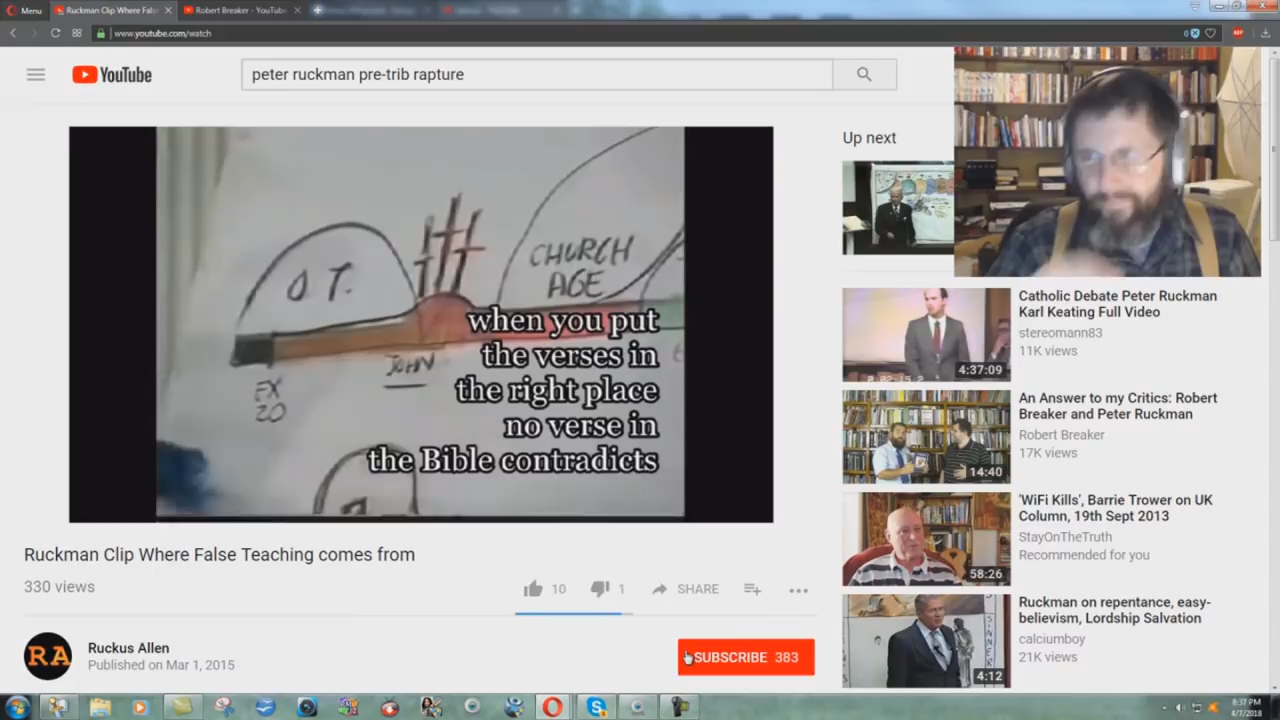 Menu
Ruckman Clip Where Fals
Robert Breaker - YouTube
www.youtube.com/watch
0
ABP
YouTube
peter ruckman pre-trib rapture
O.T.
CHURCH
AGE
JOHN
EX
20
when you put
the verses in
the right place
no verse in
the Bible contradicts
Ruckman Clip Where False Teaching comes from
330 views
10
1
SHARE
RA
Ruckus Allen
Published on Mar 1, 2015
SUBSCRIBE 383
Up next
Catholic Debate Peter Ruckman
Karl Keating Full Video
stereomann83
11K views
4:37:09
An Answer to my Critics: Robert
Breaker and Peter Ruckman
Robert Breaker
17K views
14:40
'WiFi Kills', Barrie Trower on UK
Column, 19th Sept 2013
StayOnTheTruth
Recommended for you
58:26
Ruckman on repentance, easy-
believism, Lordship Salvation
calciumboy
21K views
4:12
8:37 PM
4/7/2018